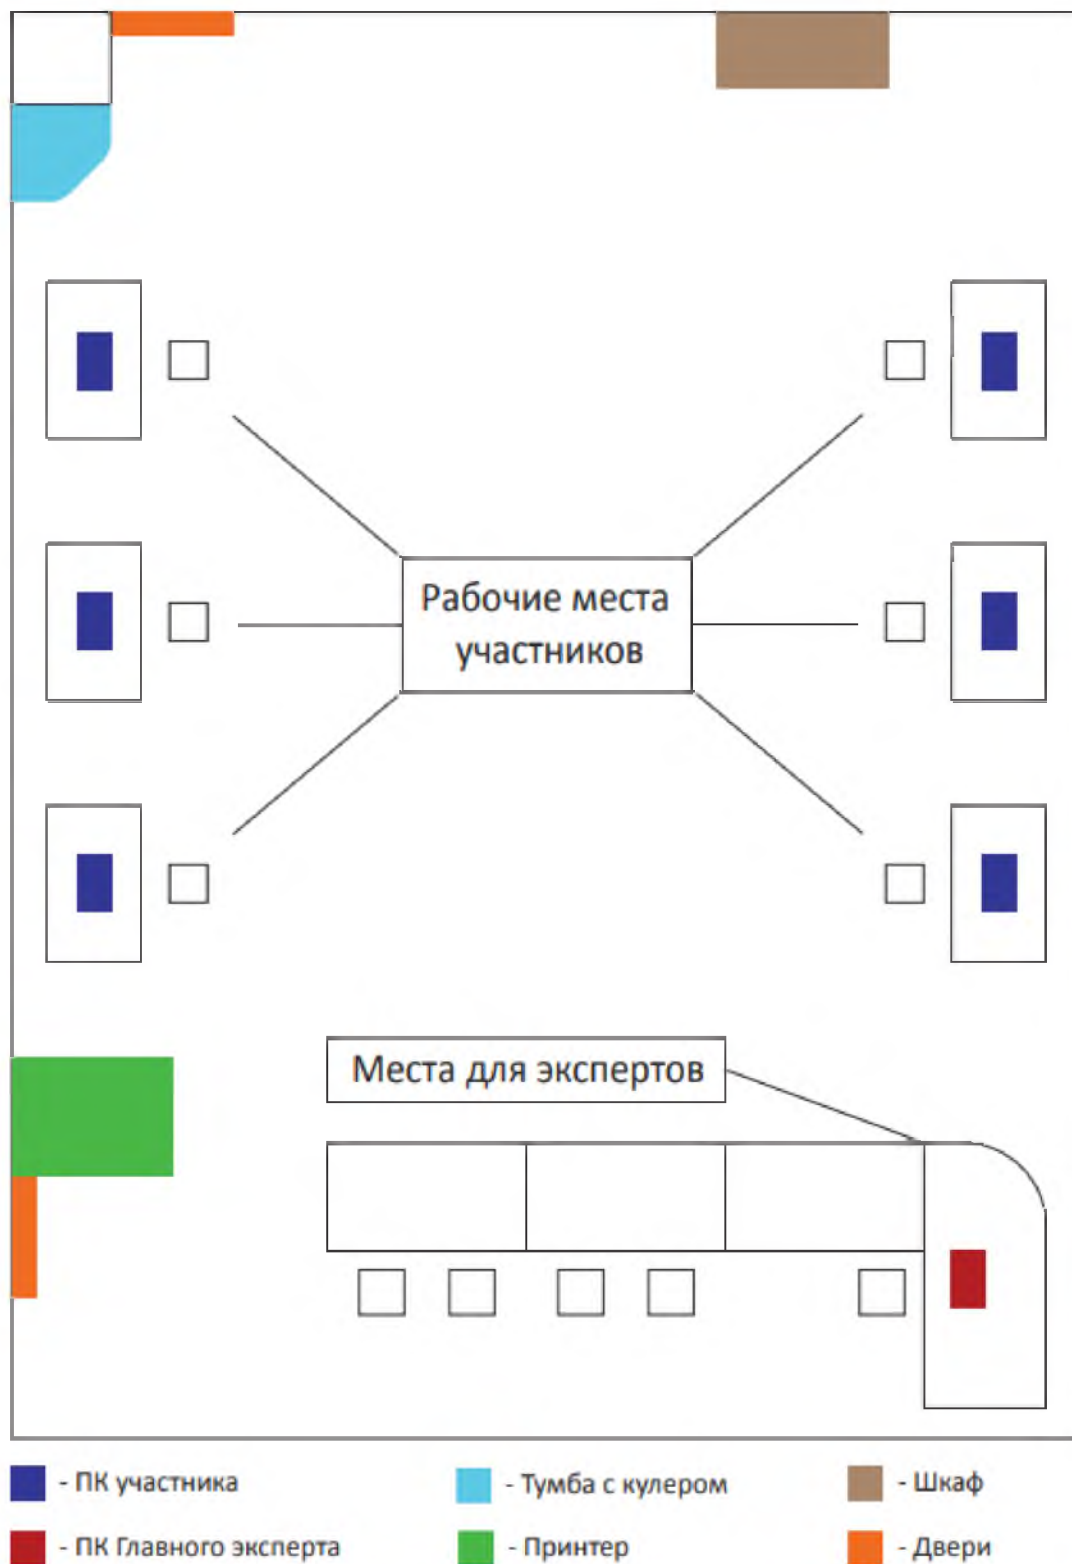 Рабочие места
участников
Места для экспертов
- ПК участника
- Тумба с кулером
- Шкаф
- ПК Главного эксперта
- Принтер
- Двери